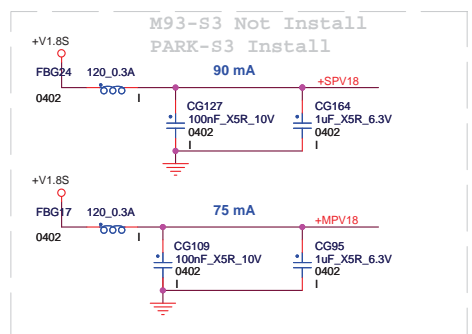 M93-S3 Not Install
PARK-S3 Install
+V1.8S
FBG24 120_0.3A 90 mA +SPV18
0402 I
CG127 CG164
100nF_X5R_10V 1uF_X5R_6.3V
0402 0402
I I
+V1.8S
FBG17 120_0.3A 75 mA +MPV18
0402 I
CG109 CG95
100nF_X5R_10V 1uF_X5R_6.3V
0402 0402
I I